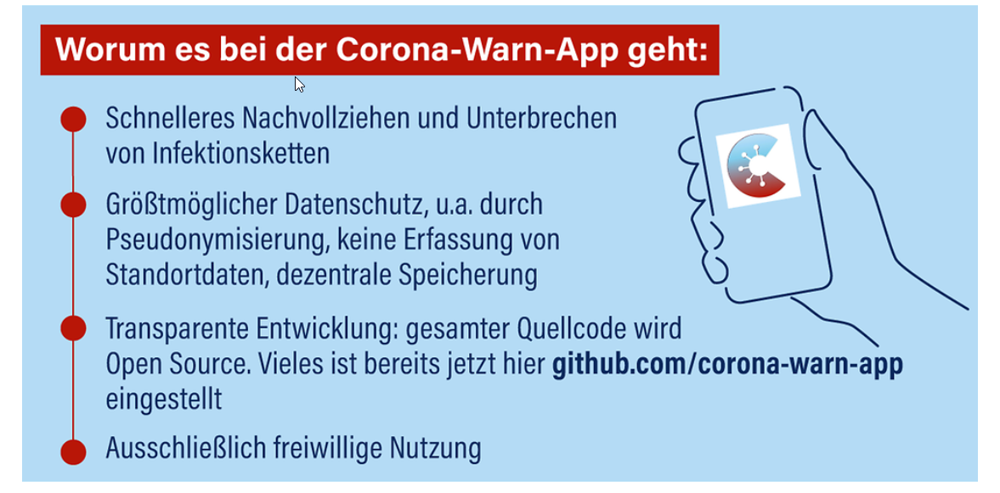 Worum es bei der Corona-Warn-App geht:
Schnelleres Nachvollziehen und Unterbrechen
von Infektionsketten
Größtmöglicher Datenschutz, u.a. durch
Pseudonymisierung, keine Erfassung von
Standortdaten, dezentrale Speicherung
Transparente Entwicklung: gesamter Quellcode wird
Open Source. Vieles ist bereits jetzt hier github.com/corona-warn-app
eingestellt
Ausschließlich freiwillige Nutzung